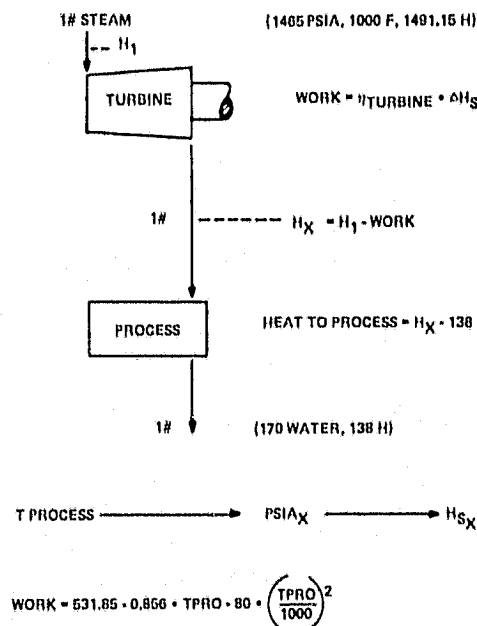 1# STEAM
(1465 PSIA, 1000 F, 1491.15 H)
H1
TURBINE
WORK = ηTURBINE • ΔHS
1#
HX = H1 - WORK
PROCESS
HEAT TO PROCESS = HX - 138
1#
(170 WATER, 138 H)
T PROCESS
PSIAX
HSX
WORK = 531.85 - 0.856 • TPRO - 80 • (TPRO/1000)2